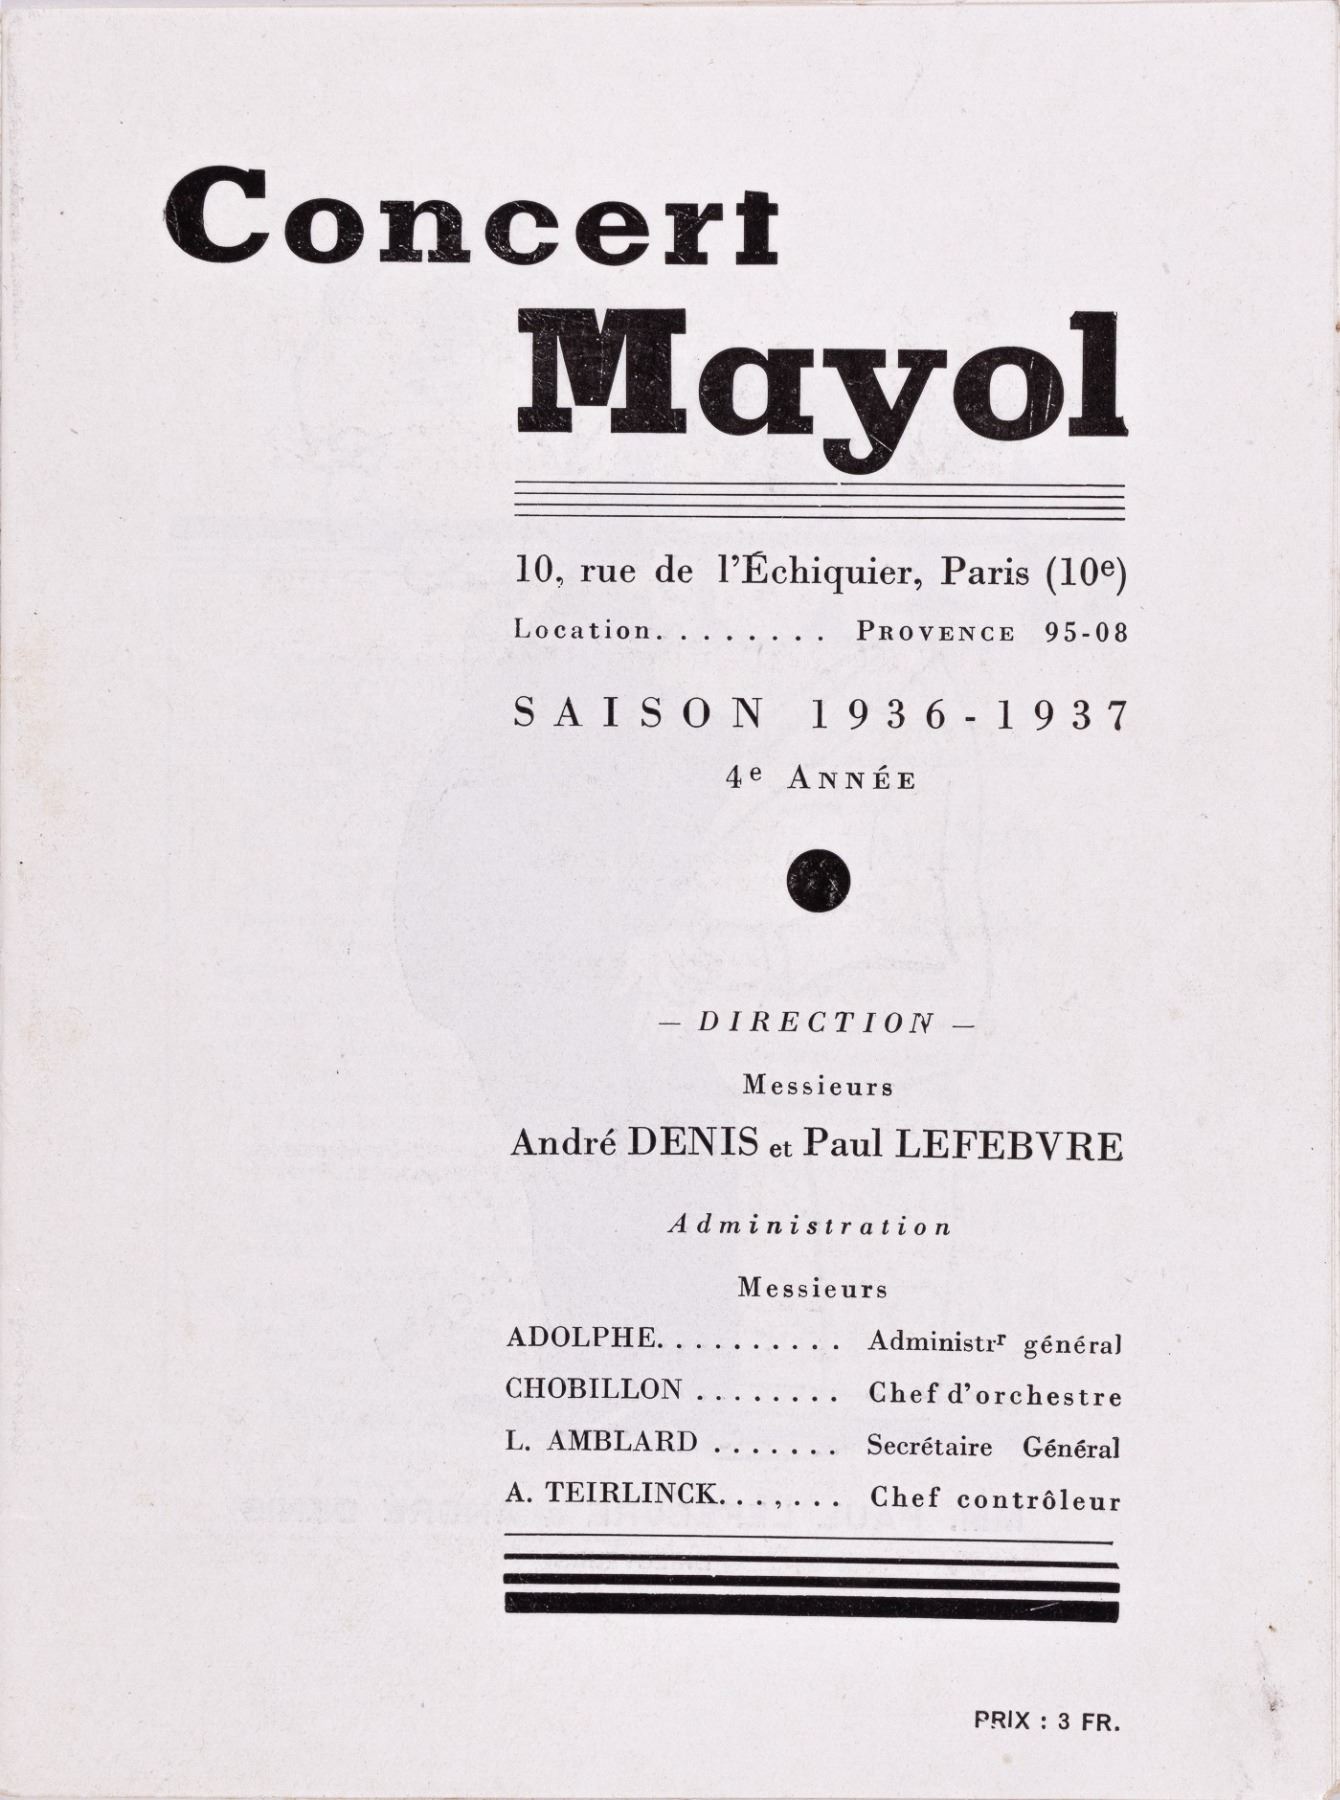 Concert
Mayol
10, rue de l'Échiquier, Paris (10e)
Location. . . . . . . . PROVENCE 95-08
SAISON 1936-1937
4e ANNÉE
— DIRECTION —
Messieurs
André DENIS et Paul LEFEBVRE
Administration
Messieurs
ADOLPHE. . . . . . . . . . Administrr général
CHOBILLON . . . . . . . . Chef d'orchestre
L. AMBLARD . . . . . . . Secrétaire Général
A. TEIRLINCK. . . , . . . Chef contrôleur
PRIX : 3 FR.